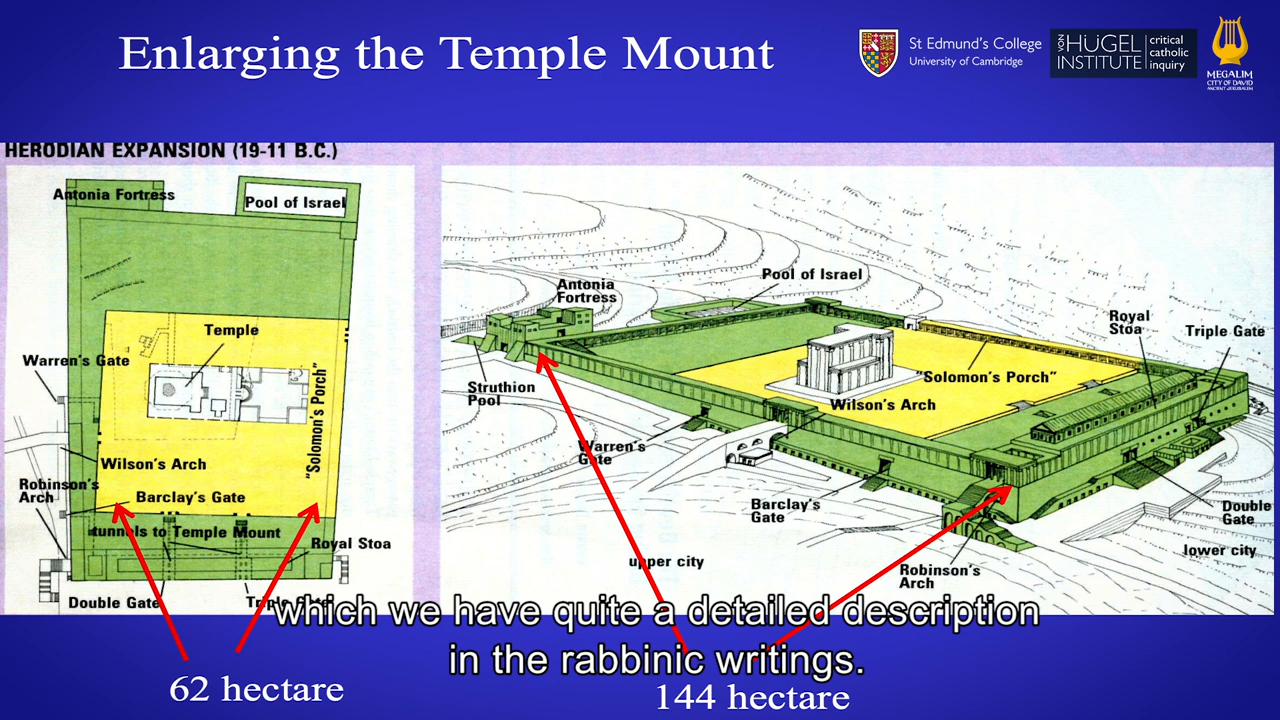 Enlarging the Temple Mount
St Edmund's College
University of Cambridge
VON HÜGEL
INSTITUTE
critical
catholic
inquiry
MEGALIM
CITY OF DAVID
ANCIENT JERUSALEM
HERODIAN EXPANSION (19-11 B.C.)
Antonia Fortress
Pool of Israel
Temple
Warren's Gate
"Solomon's Porch"
Wilson's Arch
Robinson's
Arch
Barclay's Gate
tunnels to Temple Mount
Royal Stoa
Double Gate
Pool of Israel
Antonia
Fortress
Royal
Stoa
Triple Gate
Struthion
Pool
"Solomon's Porch"
Wilson's Arch
Warren's
Gate
Barclay's
Gate
Double
Gate
upper city
lower city
Robinson's
Arch
which we have quite a detailed description
in the rabbinic writings.
62 hectare
144 hectare